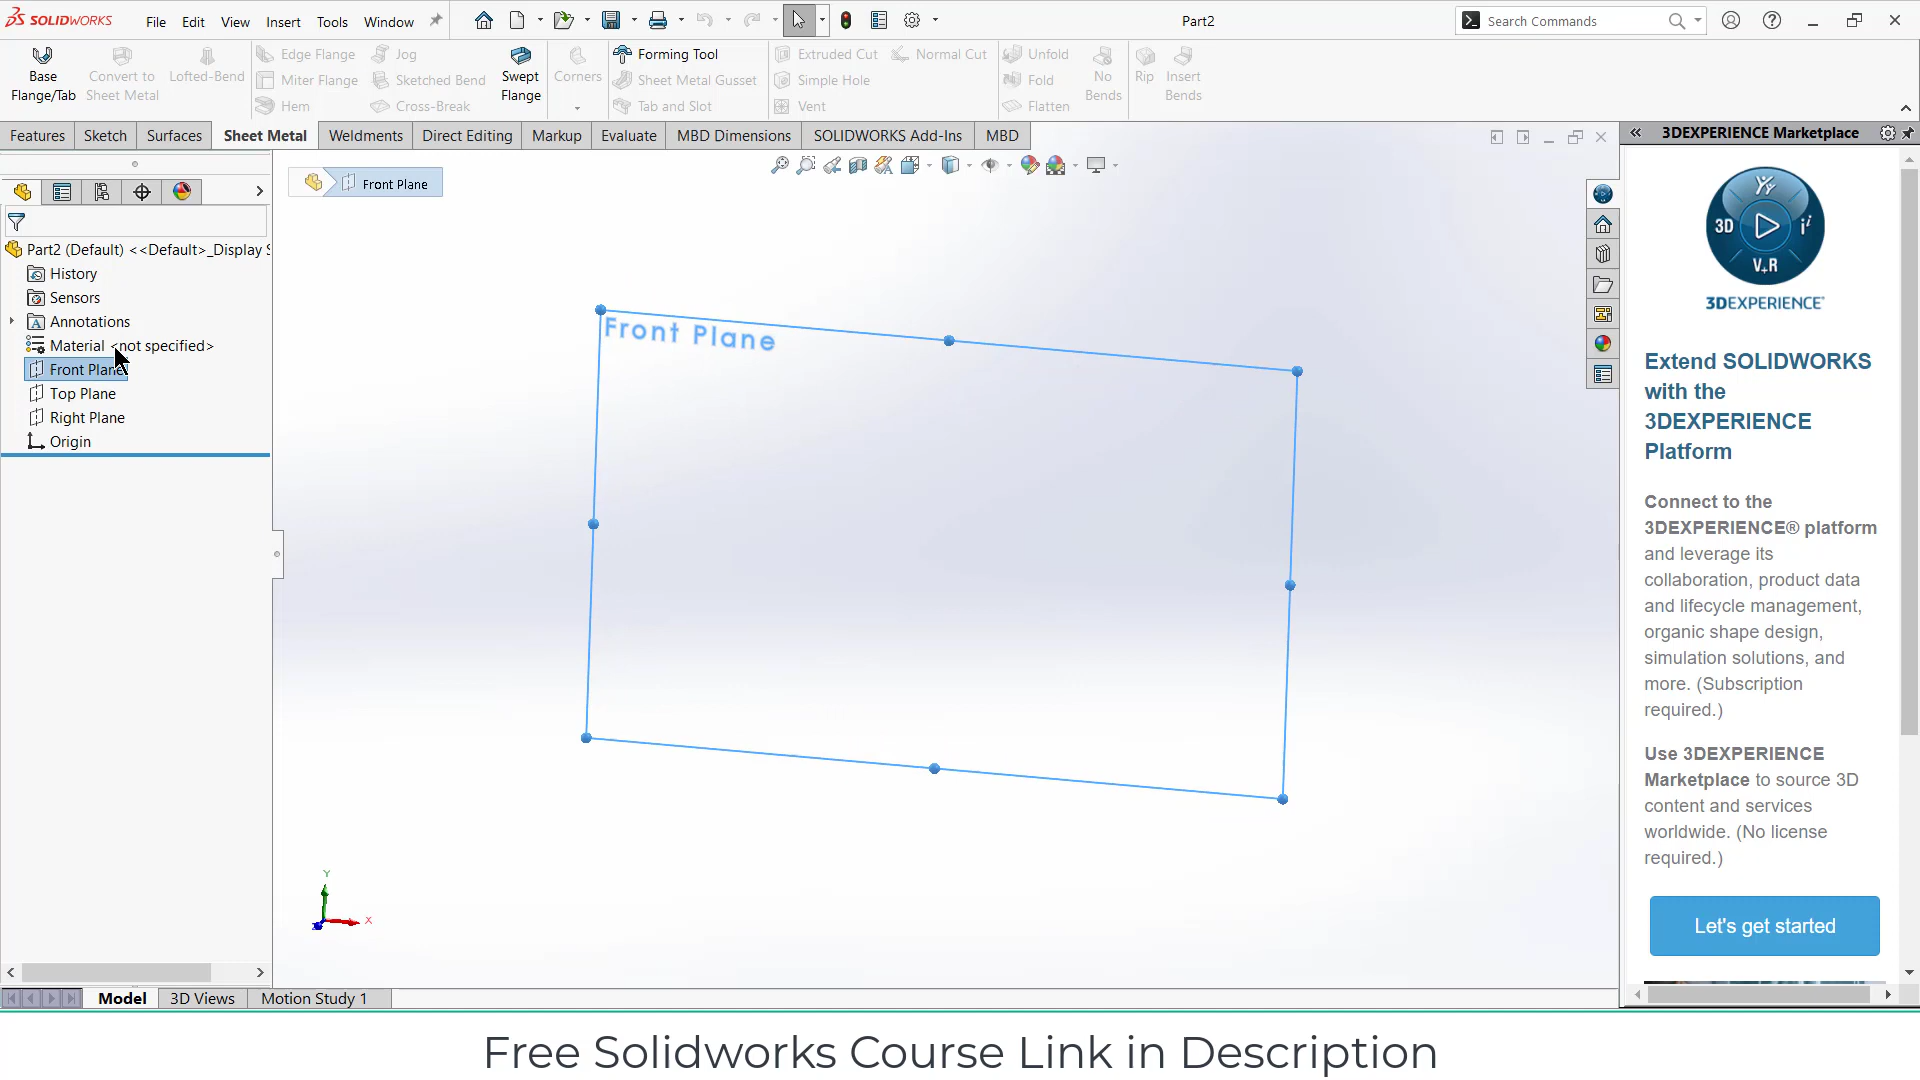 SOLIDWORKS File Edit View Insert Tools Window Part2 Search Commands
Base Flange/Tab
Convert to Sheet Metal
Lofted-Bend
Edge Flange
Miter Flange
Hem
Jog
Sketched Bend
Cross-Break
Swept Flange
Corners
Forming Tool
Sheet Metal Gusset
Tab and Slot
Extruded Cut
Simple Hole
Vent
Normal Cut
Unfold
Fold
Flatten
No Bends
Rip
Insert Bends
Features Sketch Surfaces Sheet Metal Weldments Direct Editing Markup Evaluate MBD Dimensions SOLIDWORKS Add-Ins MBD
3DEXPERIENCE Marketplace
Front Plane
Part2 (Default) <<Default>_Display S
History
Sensors
Annotations
Material <not specified>
Front Plane
Top Plane
Right Plane
Origin
Front Plane
Y
X
3D
V+R
3DEXPERIENCE
Extend SOLIDWORKS
with the
3DEXPERIENCE
Platform
Connect to the
3DEXPERIENCE® platform
and leverage its
collaboration, product data
and lifecycle management,
organic shape design,
simulation solutions, and
more. (Subscription
required.)
Use 3DEXPERIENCE
Marketplace to source 3D
content and services
worldwide. (No license
required.)
Let's get started
Model 3D Views Motion Study 1
Free Solidworks Course Link in Description